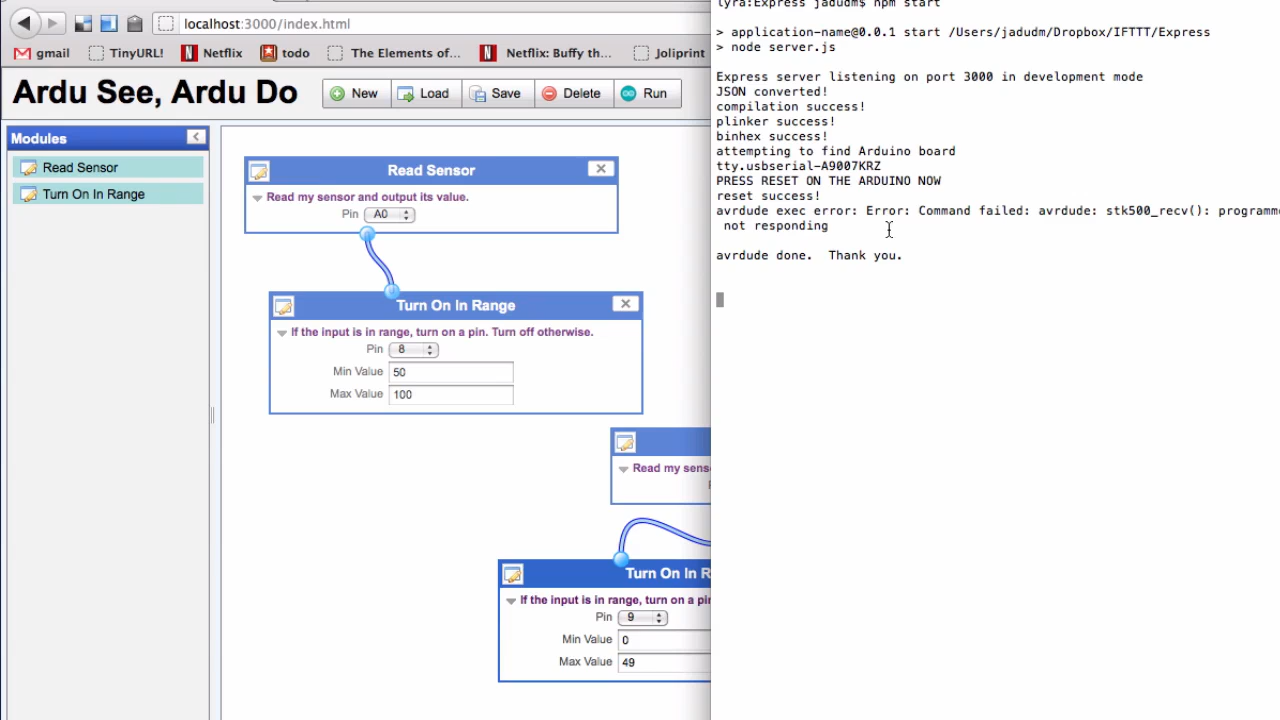 localhost:3000/index.html
gmail TinyURL! Netflix todo The Elements of... Netflix: Buffy th... Joliprint
Ardu See, Ardu Do
New Load Save Delete Run
Modules
Read Sensor
Turn On In Range
Read Sensor
Read my sensor and output its value.
Pin A0
Turn On In Range
If the input is in range, turn on a pin. Turn off otherwise.
Pin 8
Min Value 50
Max Value 100
Read my sens
Turn On In R
If the input is in range, turn on a pin
Pin 9
Min Value 0
Max Value 49
lyra:Express jadudm$ npm start
> application-name@0.0.1 start /Users/jadudm/Dropbox/IFTTT/Express
> node server.js
Express server listening on port 3000 in development mode
JSON converted!
compilation success!
plinker success!
binhex success!
attempting to find Arduino board
tty.usbserial-A9007KRZ
PRESS RESET ON THE ARDUINO NOW
reset success!
avrdude exec error: Error: Command failed: avrdude: stk500_recv(): programme
not responding
avrdude done.  Thank you.